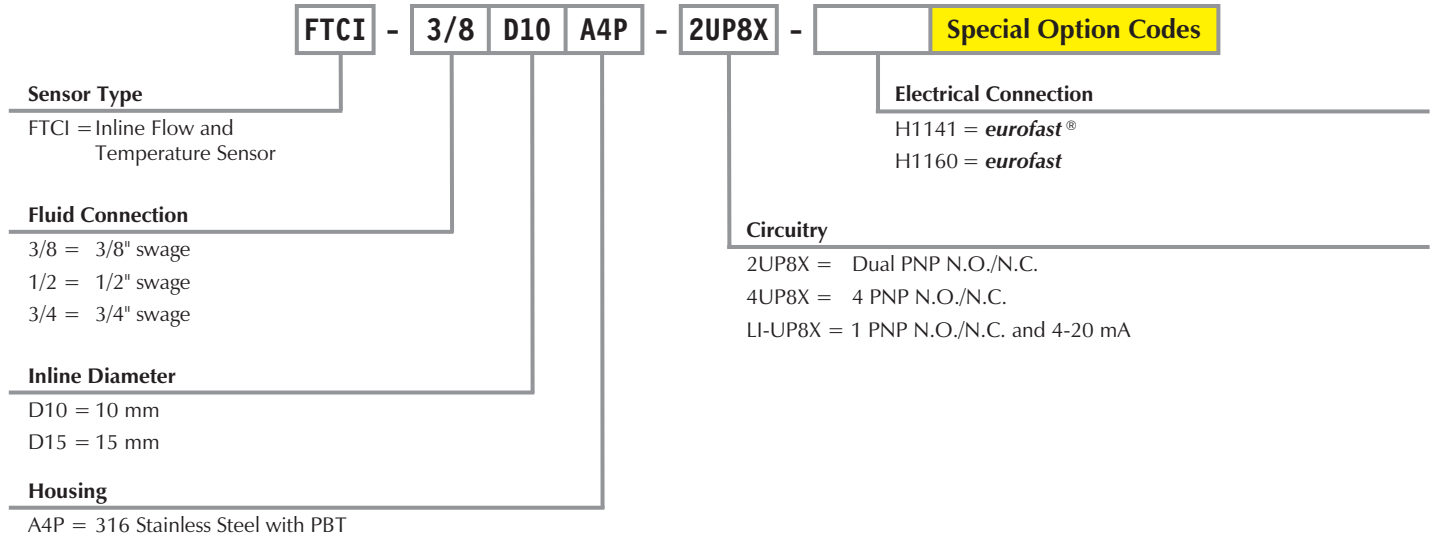 FTCI - 3/8 D10 A4P - 2UP8X - Special Option Codes
Sensor Type
FTCI = Inline Flow and
Temperature Sensor
Fluid Connection
3/8 = 3/8" swage
1/2 = 1/2" swage
3/4 = 3/4" swage
Inline Diameter
D10 = 10 mm
D15 = 15 mm
Housing
A4P = 316 Stainless Steel with PBT
Electrical Connection
H1141 = eurofast ®
H1160 = eurofast
Circuitry
2UP8X = Dual PNP N.O./N.C.
4UP8X = 4 PNP N.O./N.C.
LI-UP8X = 1 PNP N.O./N.C. and 4-20 mA